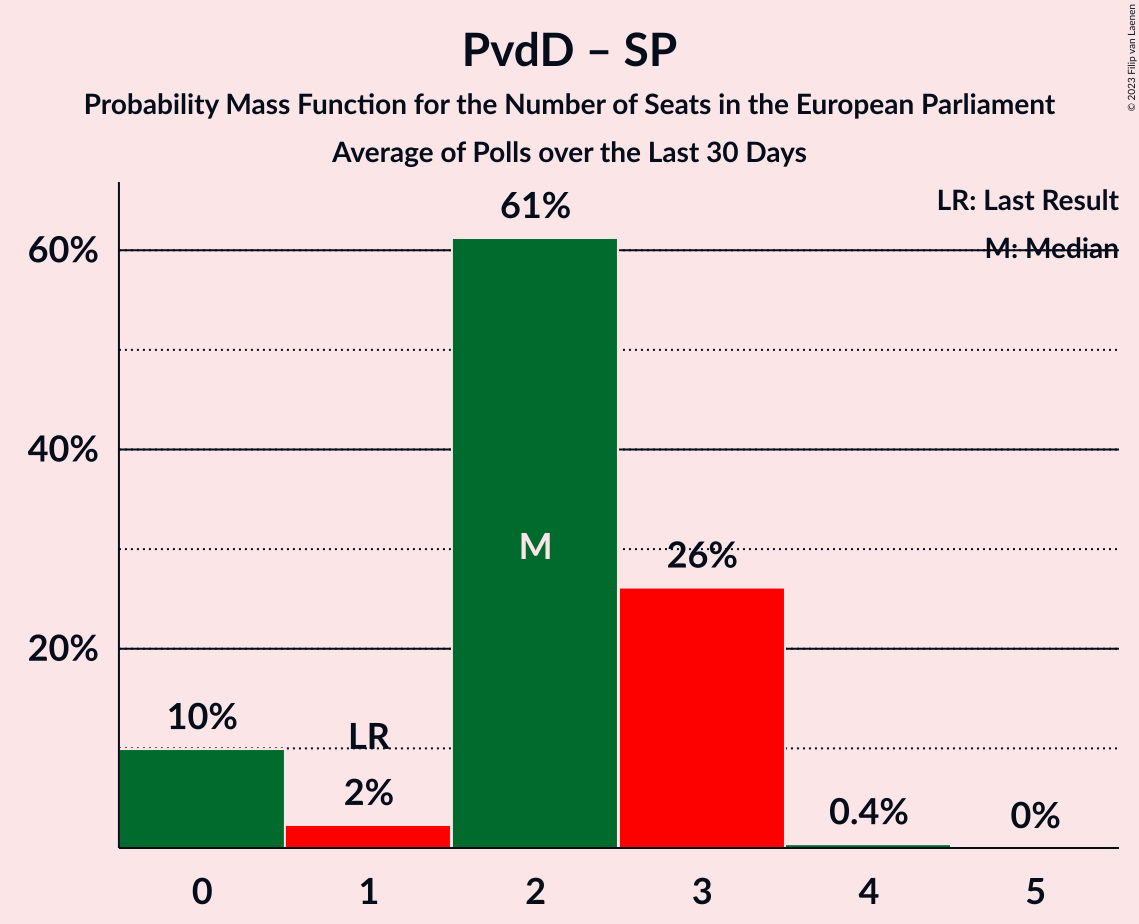 PvdD – SP
Probability Mass Function for the Number of Seats in the European Parliament
Average of Polls over the Last 30 Days
© 2023 Filip van Laenen
LR: Last Result
M: Median
60%
40%
20%
10%
LR
2%
61%
M
26%
0.4%
0%
0 1 2 3 4 5